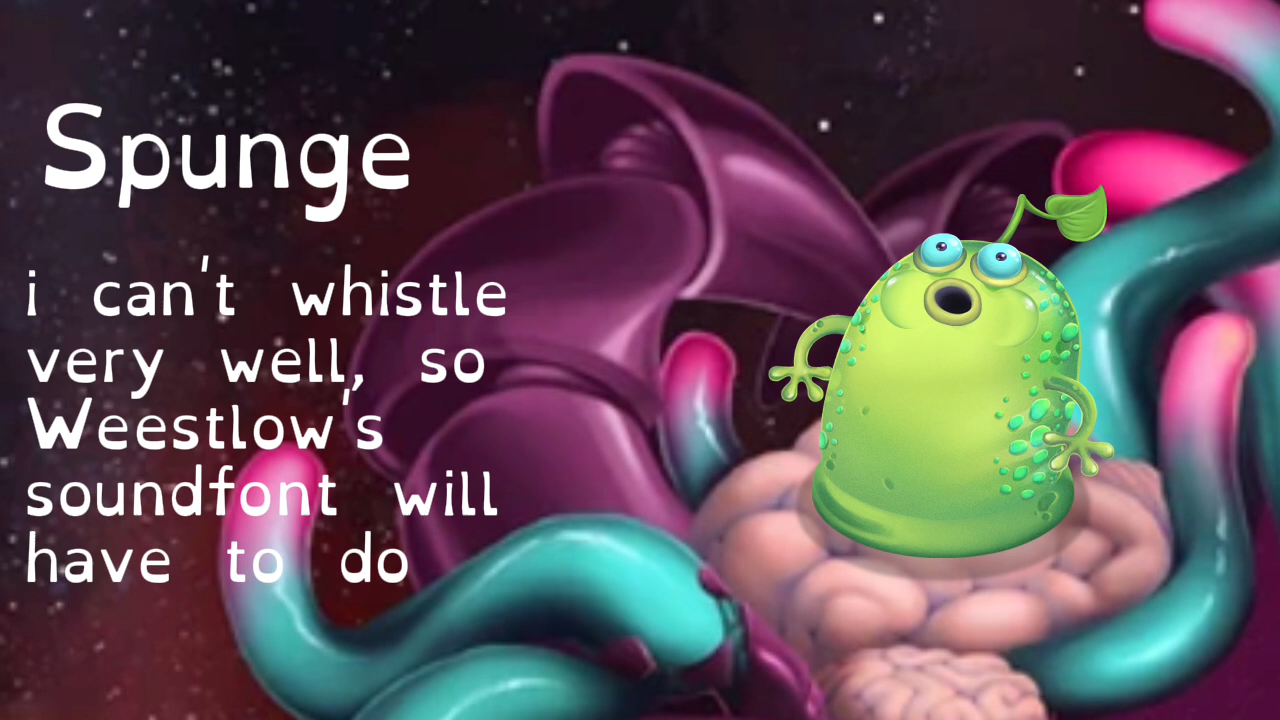 Spunge
i can't whistle
very well, so
Weestlow's
soundfont will
have to do